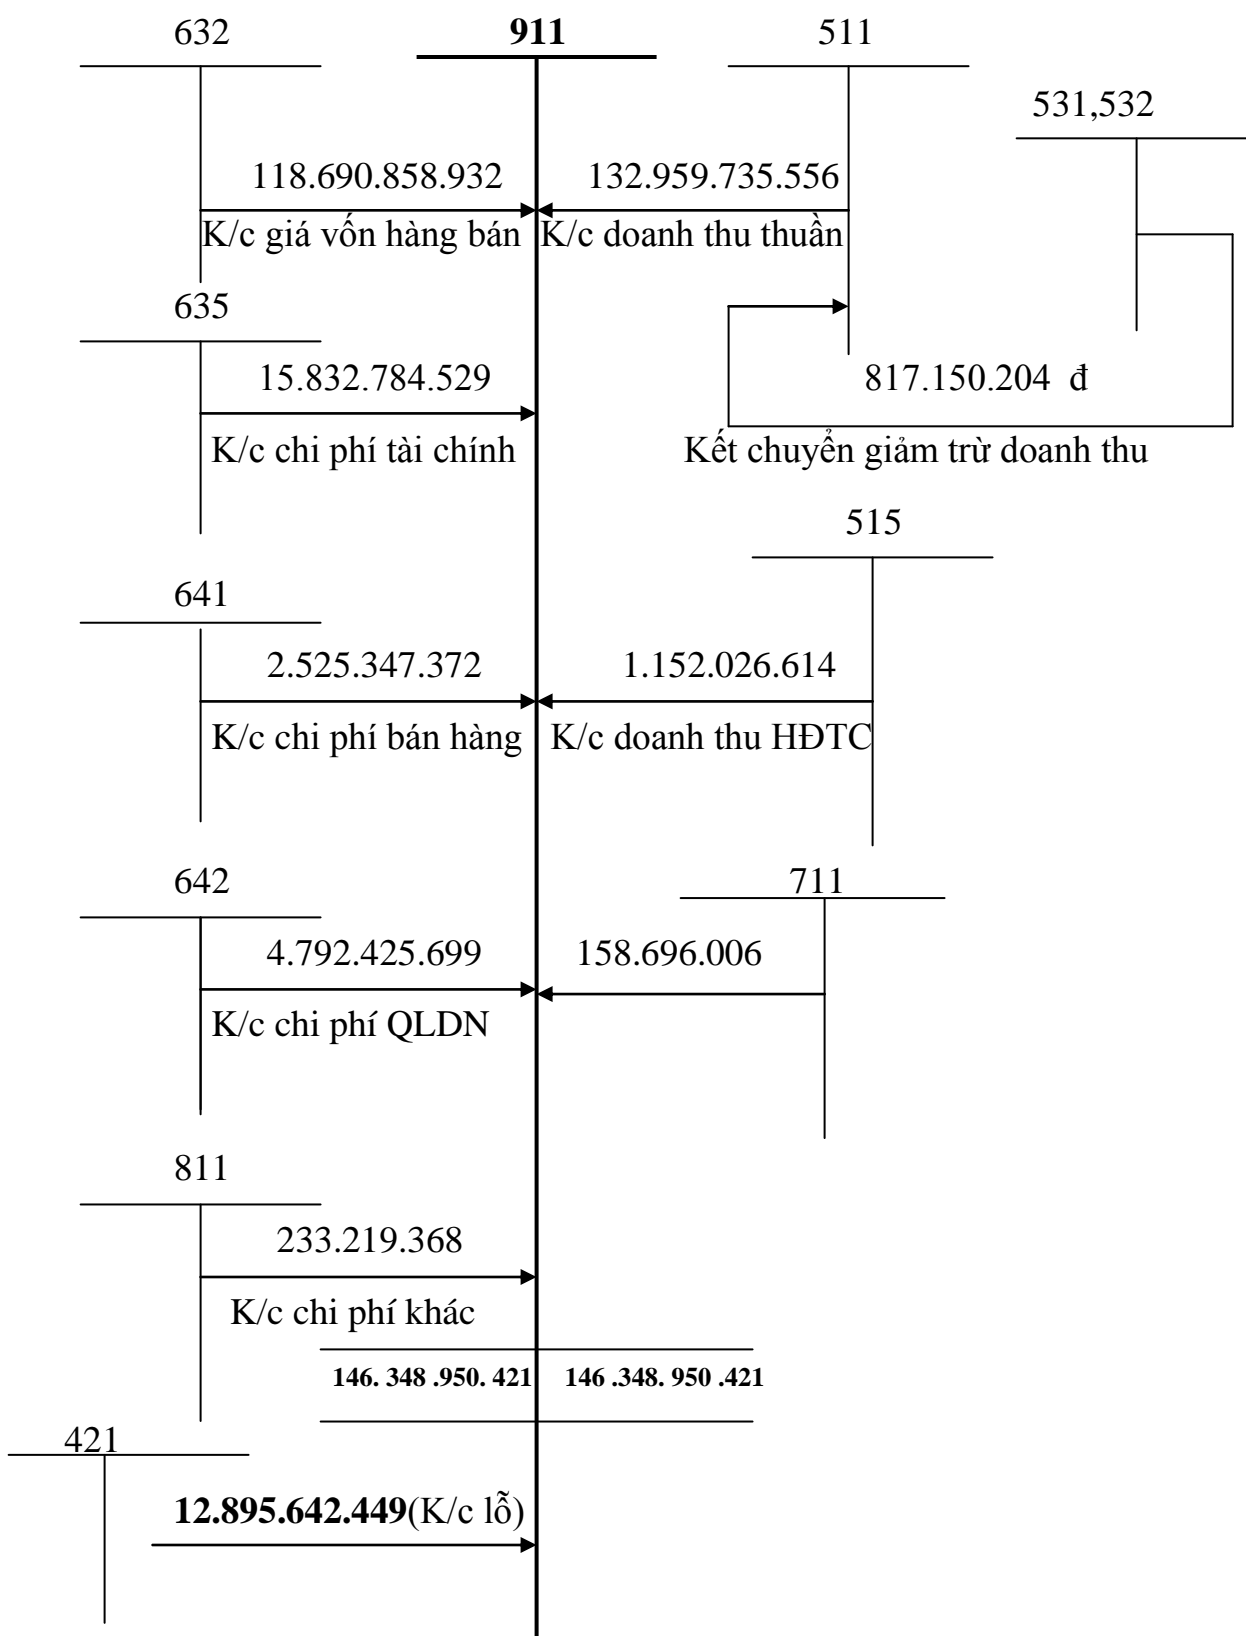 632
911
511
531,532
118.690.858.932
132.959.735.556
K/c giá vốn hàng bán
K/c doanh thu thuần
635
15.832.784.529
817.150.204 đ
K/c chi phí tài chính
Kết chuyển giảm trừ doanh thu
515
641
2.525.347.372
1.152.026.614
K/c chi phí bán hàng
K/c doanh thu HĐTC
642
711
4.792.425.699
158.696.006
K/c chi phí QLDN
811
233.219.368
K/c chi phí khác
146. 348 .950. 421
146 .348. 950 .421
421
12.895.642.449(K/c lỗ)